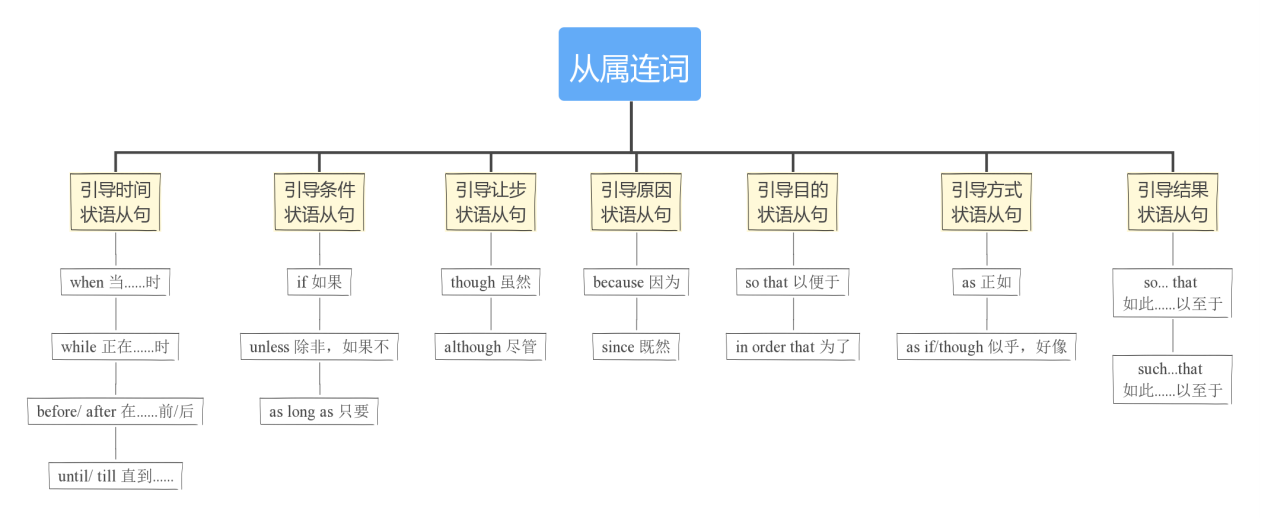 从属连词
引导时间
状语从句
when 当......时
while 正在......时
before/ after 在......前/后
until/ till 直到......
引导条件
状语从句
if 如果
unless 除非，如果不
as long as 只要
引导让步
状语从句
though 虽然
although 尽管
引导原因
状语从句
because 因为
since 既然
引导目的
状语从句
so that 以便于
in order that 为了
引导方式
状语从句
as 正如
as if/though 似乎，好像
引导结果
状语从句
so... that
如此......以至于
such...that
如此......以至于